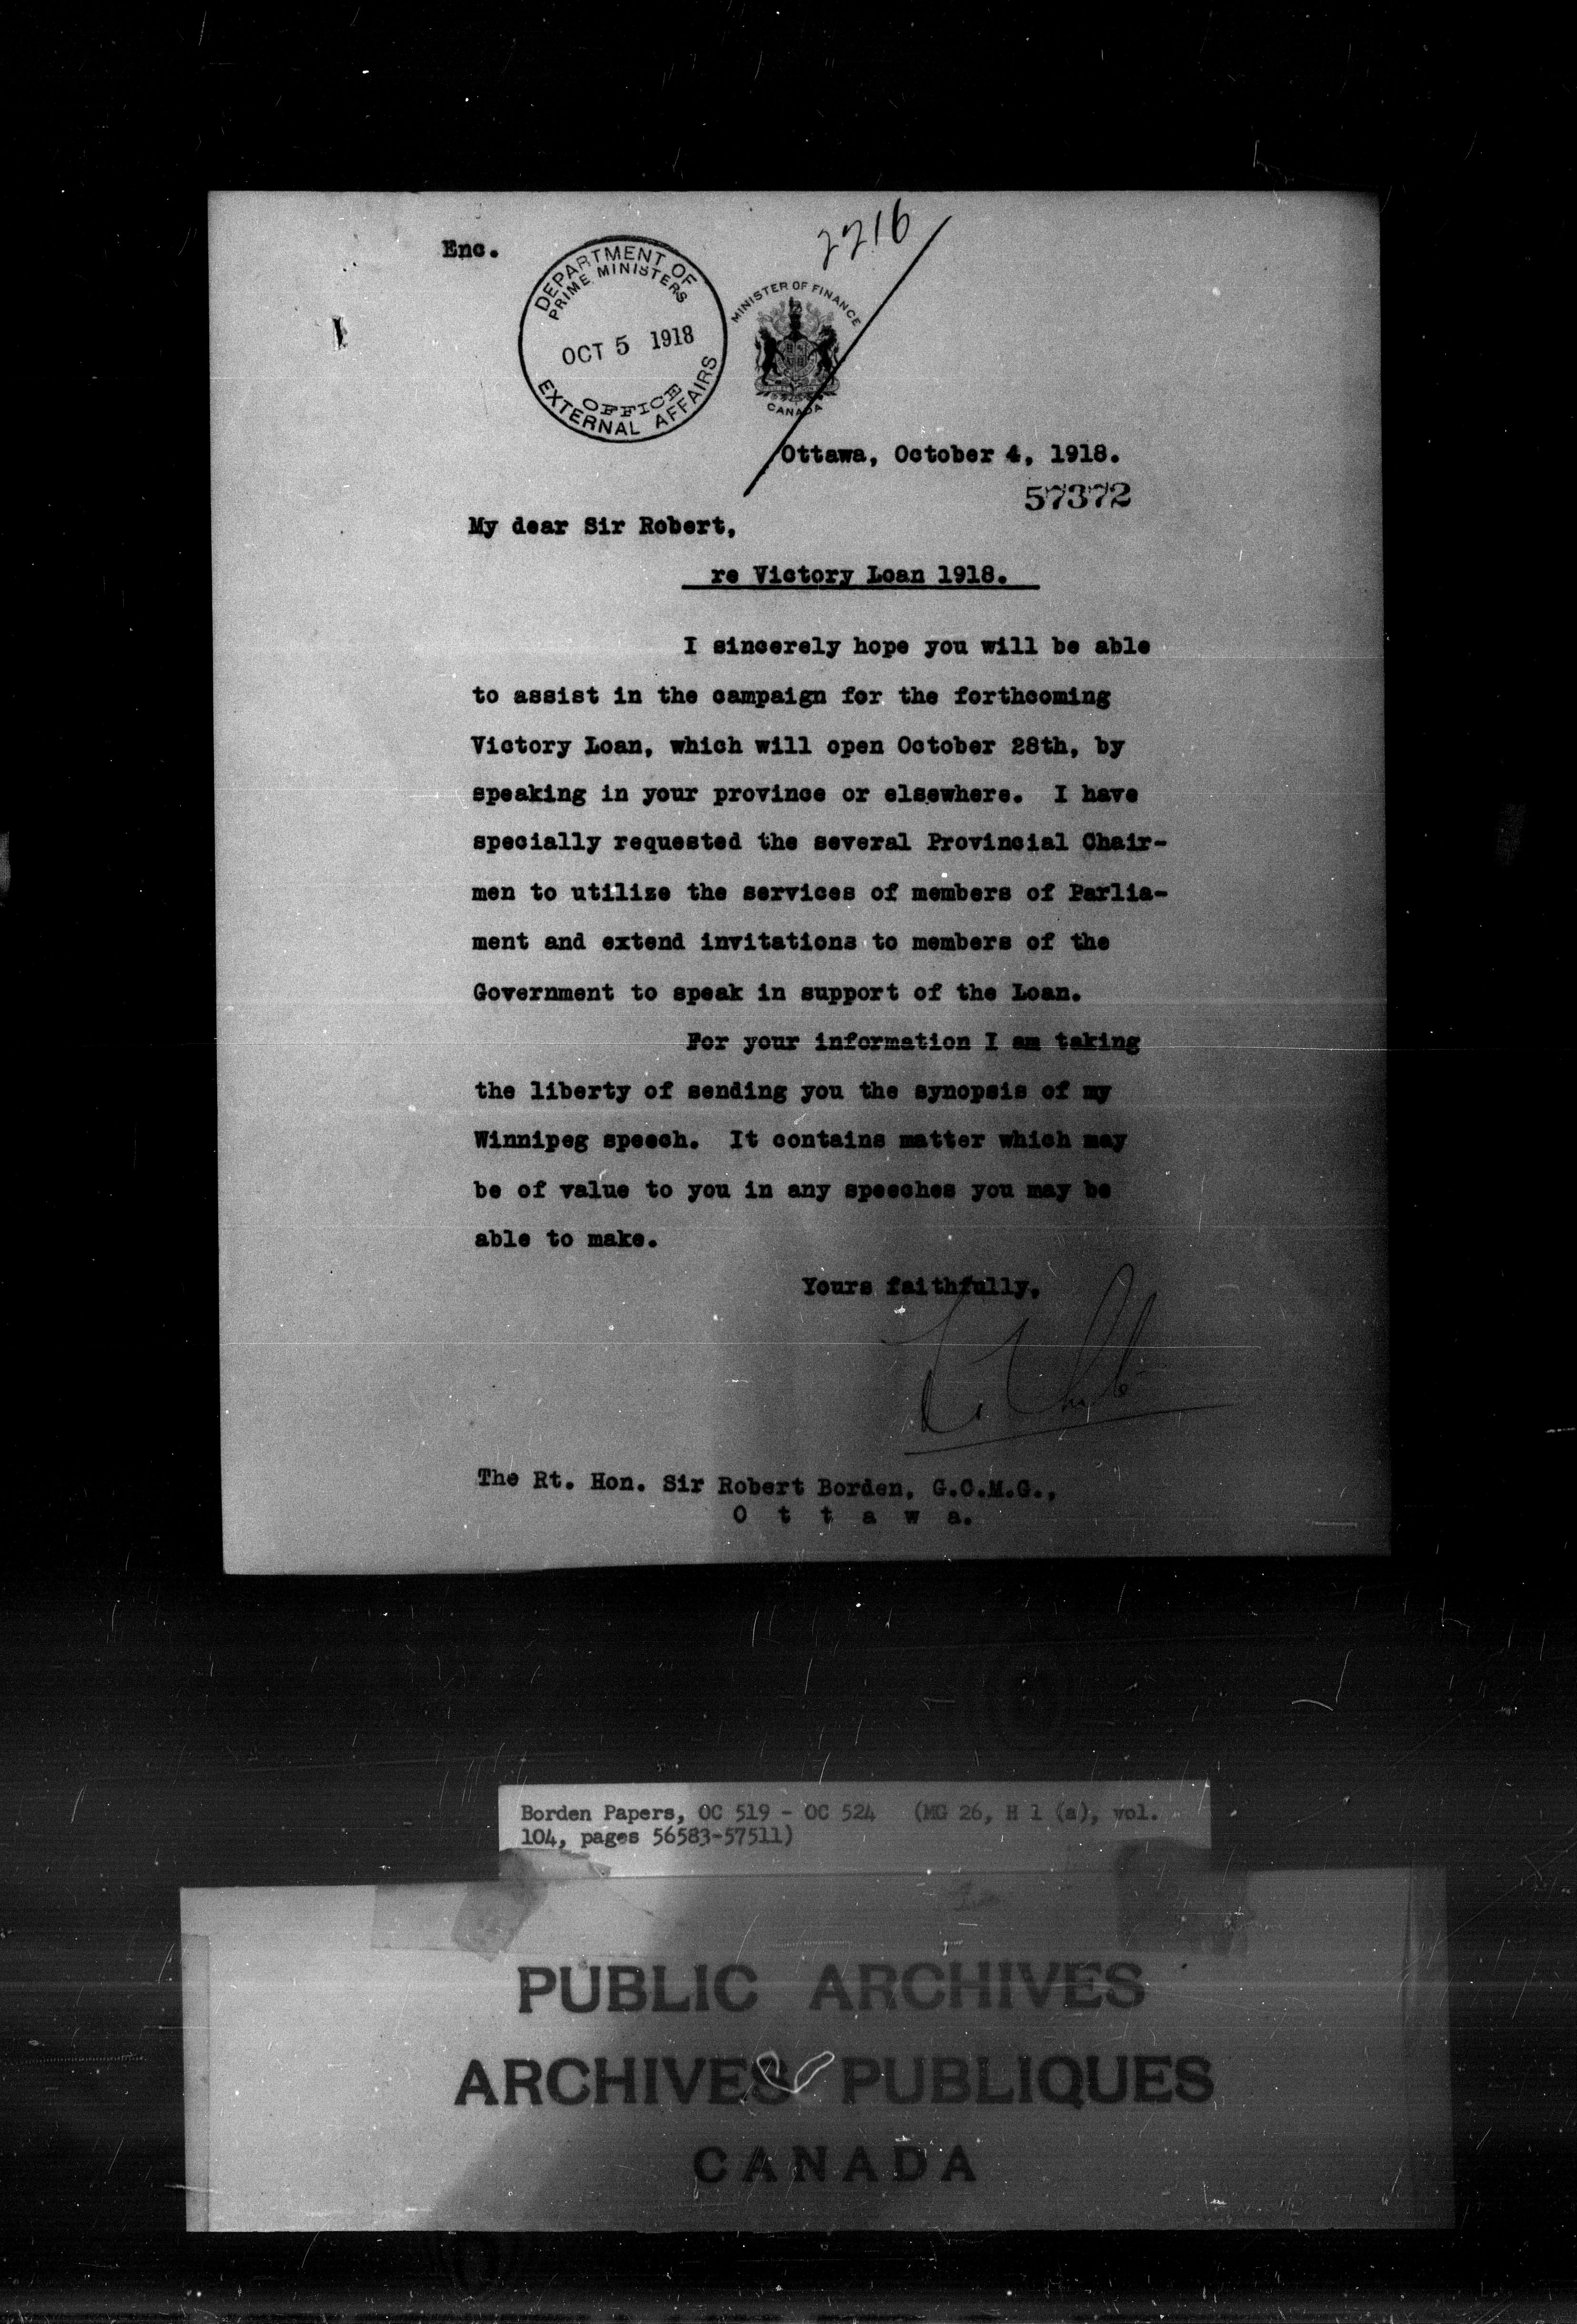 Enc.
2216
DEPARTMENT OF
PRIME MINISTERS
OCT 5 1918
OFFICE
EXTERNAL AFFAIRS
MINISTER OF FINANCE
CANADA
Ottawa, October 4, 1918.
57372
My dear Sir Robert,
re Victory Loan 1918.
I sincerely hope you will be able
to assist in the campaign for the forthcoming
Victory Loan, which will open October 28th, by
speaking in your province or elsewhere. I have
specially requested the several Provincial Chair-
men to utilize the services of members of Parlia-
ment and extend invitations to members of the
Government to speak in support of the Loan.
For your information I am taking
the liberty of sending you the synopsis of my
Winnipeg speech. It contains matter which may
be of value to you in any speeches you may be
able to make.
Yours faithfully,
The Rt. Hon. Sir Robert Borden, G.C.M.G.,
O t t a w a.
Borden Papers, OC 519 - OC 524 (MG 26, H 1 (a), vol.
104, pages 56583-57511)
PUBLIC ARCHIVES
ARCHIVES PUBLIQUES
CANADA